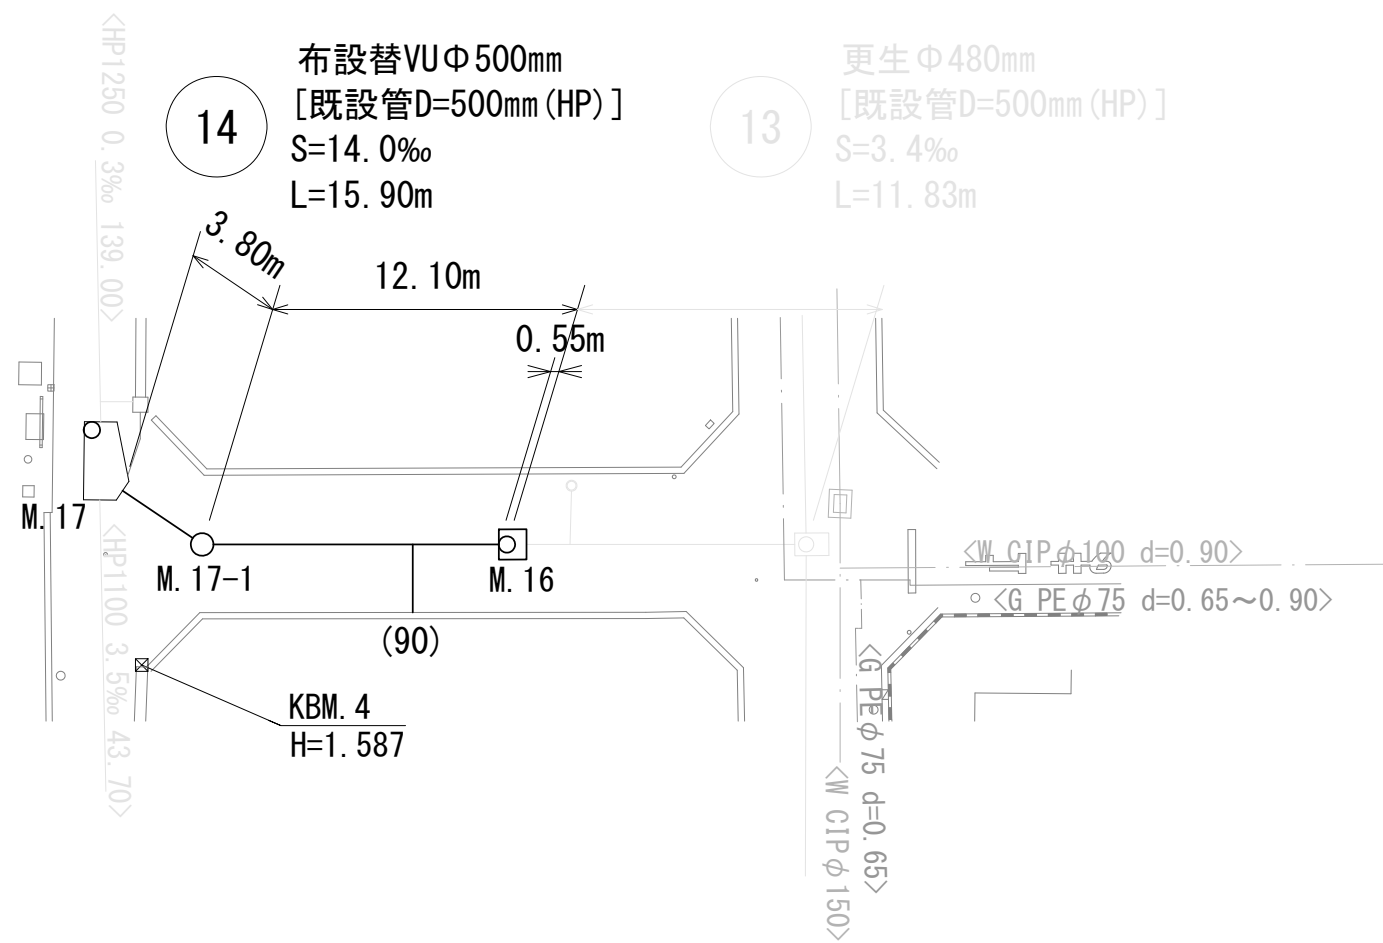 布設替VUΦ500mm
[既設管D=500mm(HP)]
14
S=14.0‰
L=15.90m
更生Φ480mm
[既設管D=500mm(HP)]
13
S=3.4‰
L=11.83m
<HP1250 0.3‰ 139.00>
3.80m
12.10m
0.55m
M.17
M.17-1
M.16
(90)
<HP1100 3.5‰ 43.70>
KBM.4
H=1.587
<W CIPφ100 d=0.90>
<G PEφ75 d=0.65～0.90>
<G PEφ75 d=0.65>
<W CIPφ150>